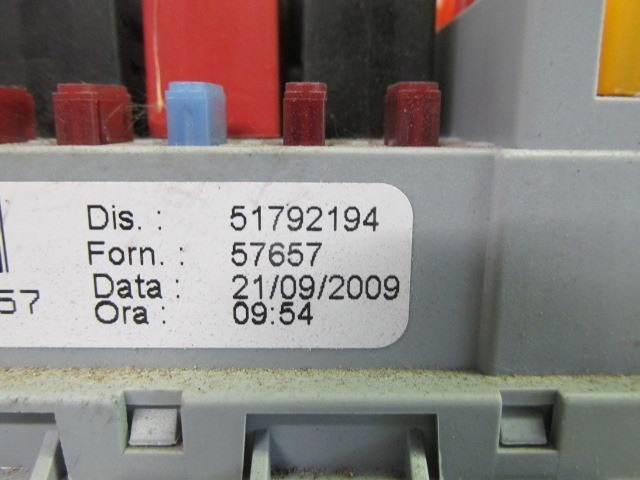 Dis. : 51792194
Forn. : 57657
Data : 21/09/2009
Ora : 09:54
57